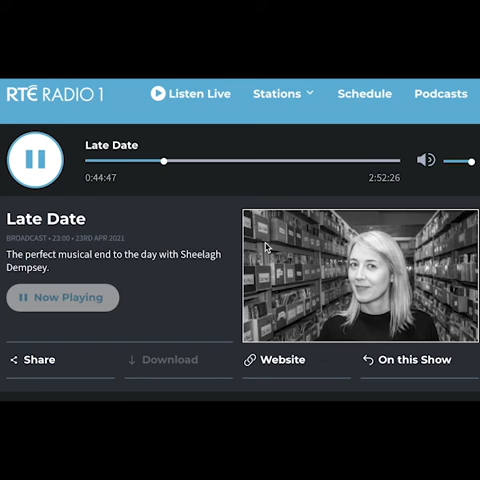 RTÉ RADIO 1
Listen Live
Stations
Schedule
Podcasts
Late Date
0:44:47
2:52:26
Late Date
BROADCAST • 23:00 • 23RD APR 2021
The perfect musical end to the day with Sheelagh
Dempsey.
Now Playing
Share
Download
Website
On this Show